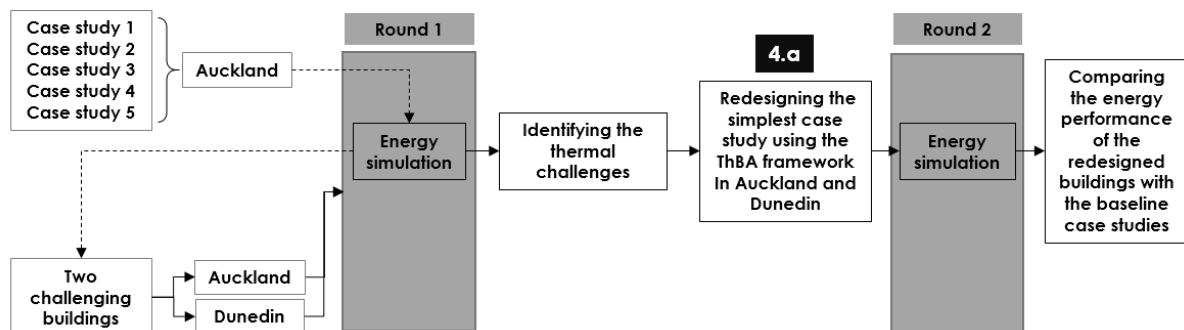 Case study 1
Case study 2
Case study 3
Case study 4
Case study 5
Auckland
Round 1
Energy
simulation
Two
challenging
buildings
Auckland
Dunedin
Identifying the
thermal
challenges
4.a
Redesigning the
simplest case
study using the
ThBA framework
In Auckland and
Dunedin
Round 2
Energy
simulation
Comparing
the energy
performance
of the
redesigned
buildings with
the baseline
case studies